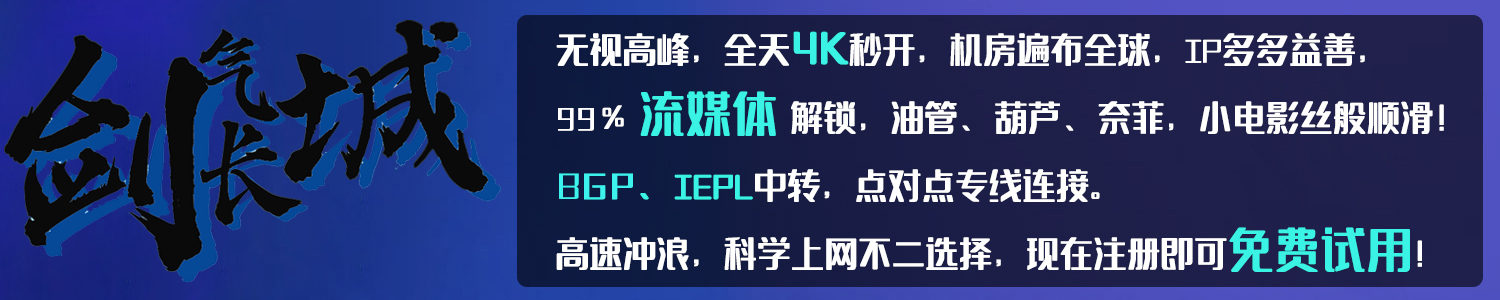 剑气长城
无视高峰，全天4K秒开，机房遍布全球，IP多多益善，
99% 流媒体 解锁，油管、葫芦、奈菲，小电影丝般顺滑！
BGP、IEPL中转，点对点专线连接。
高速冲浪，科学上网不二选择，现在注册即可免费试用！